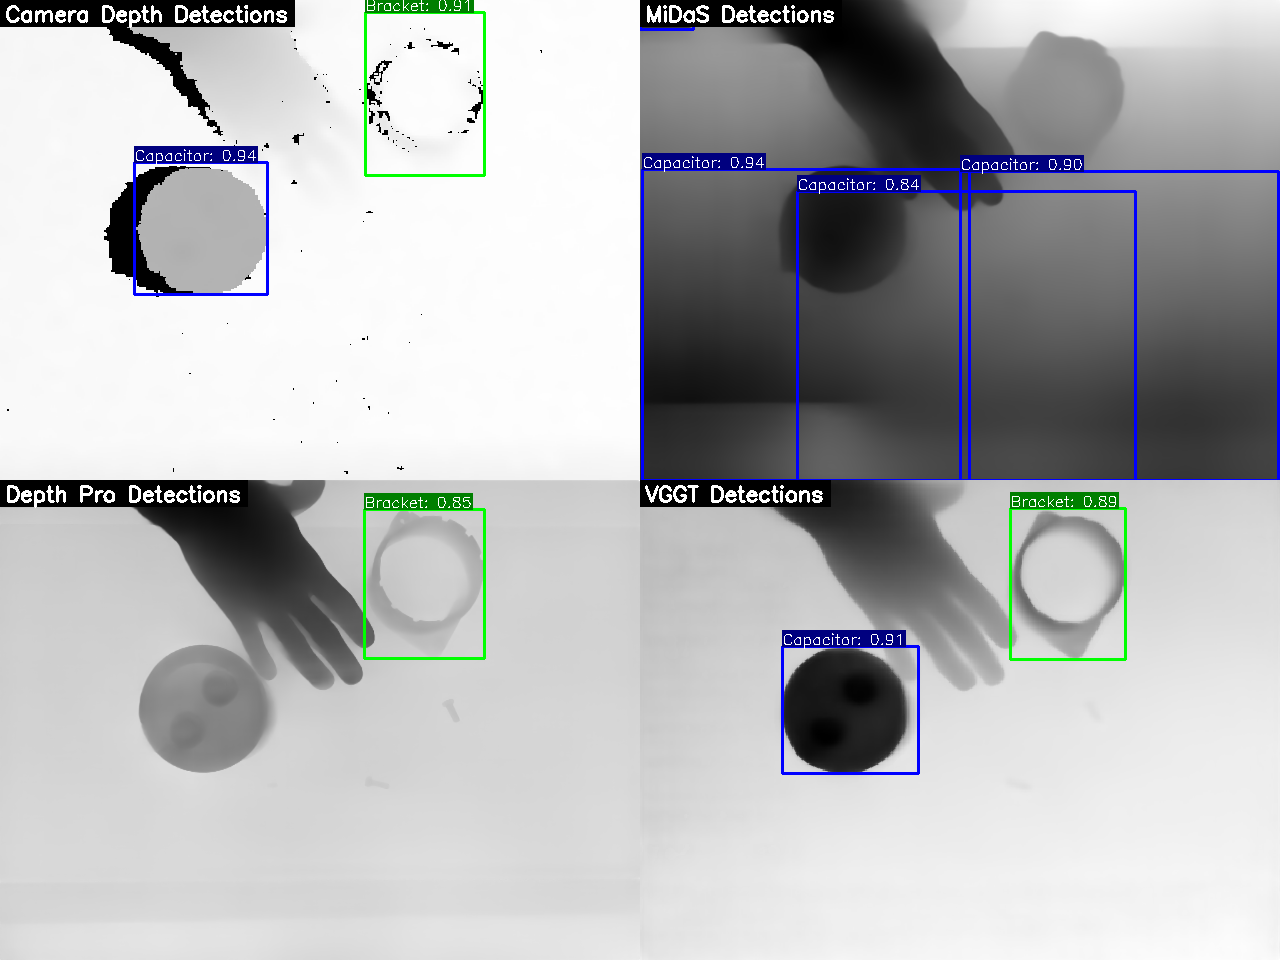 Camera Depth Detections
Bracket: 0.91
Capacitor: 0.94
MiDaS Detections
Capacitor: 0.94
Capacitor: 0.90
Capacitor: 0.84
Depth Pro Detections
Bracket: 0.85
VGGT Detections
Bracket: 0.89
Capacitor: 0.91